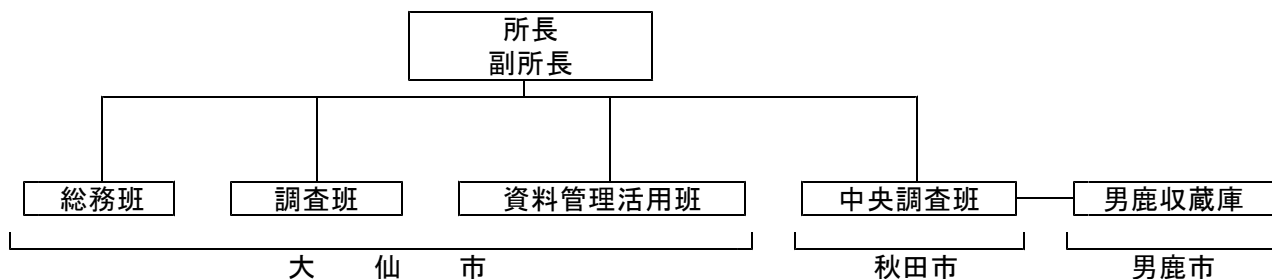 所長
副所長
総務班
調査班
資料管理活用班
中央調査班
男鹿収蔵庫
大仙市
秋田市
男鹿市